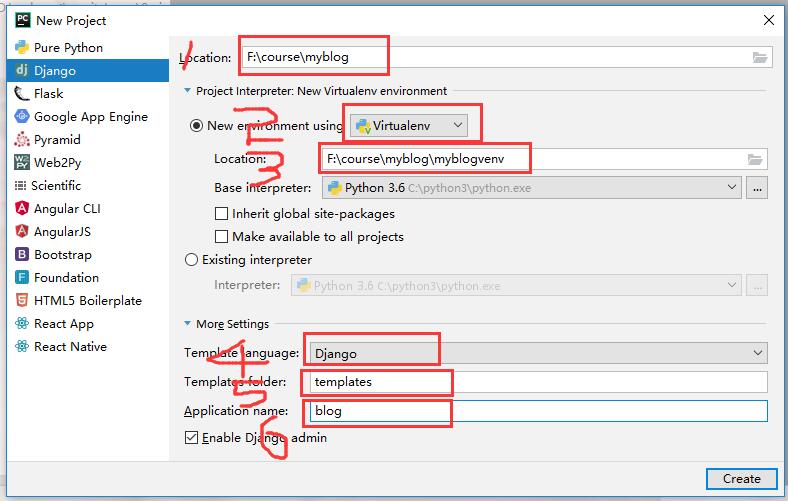 New Project
Pure Python
Django
Flask
Google App Engine
Pyramid
Web2Py
Scientific
Angular CLI
AngularJS
Bootstrap
Foundation
HTML5 Boilerplate
React App
React Native
1
Location: F:\course\myblog
Project Interpreter: New Virtualenv environment
2
New environment using Virtualenv
3
Location: F:\course\myblog\myblogvenv
Base interpreter: Python 3.6 C:\python3\python.exe ...
Inherit global site-packages
Make available to all projects
Existing interpreter
Interpreter: Python 3.6 C:\python3\python.exe ...
More Settings
4
Template language: Django
5
Templates folder: templates
6
Application name: blog
Enable Django admin
Create